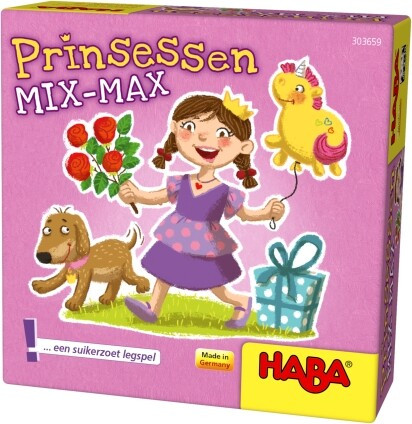 303659
Prinsessen
MIX-MAX
! ... een suikerzoet legspel
Made in
Germany
HABA®